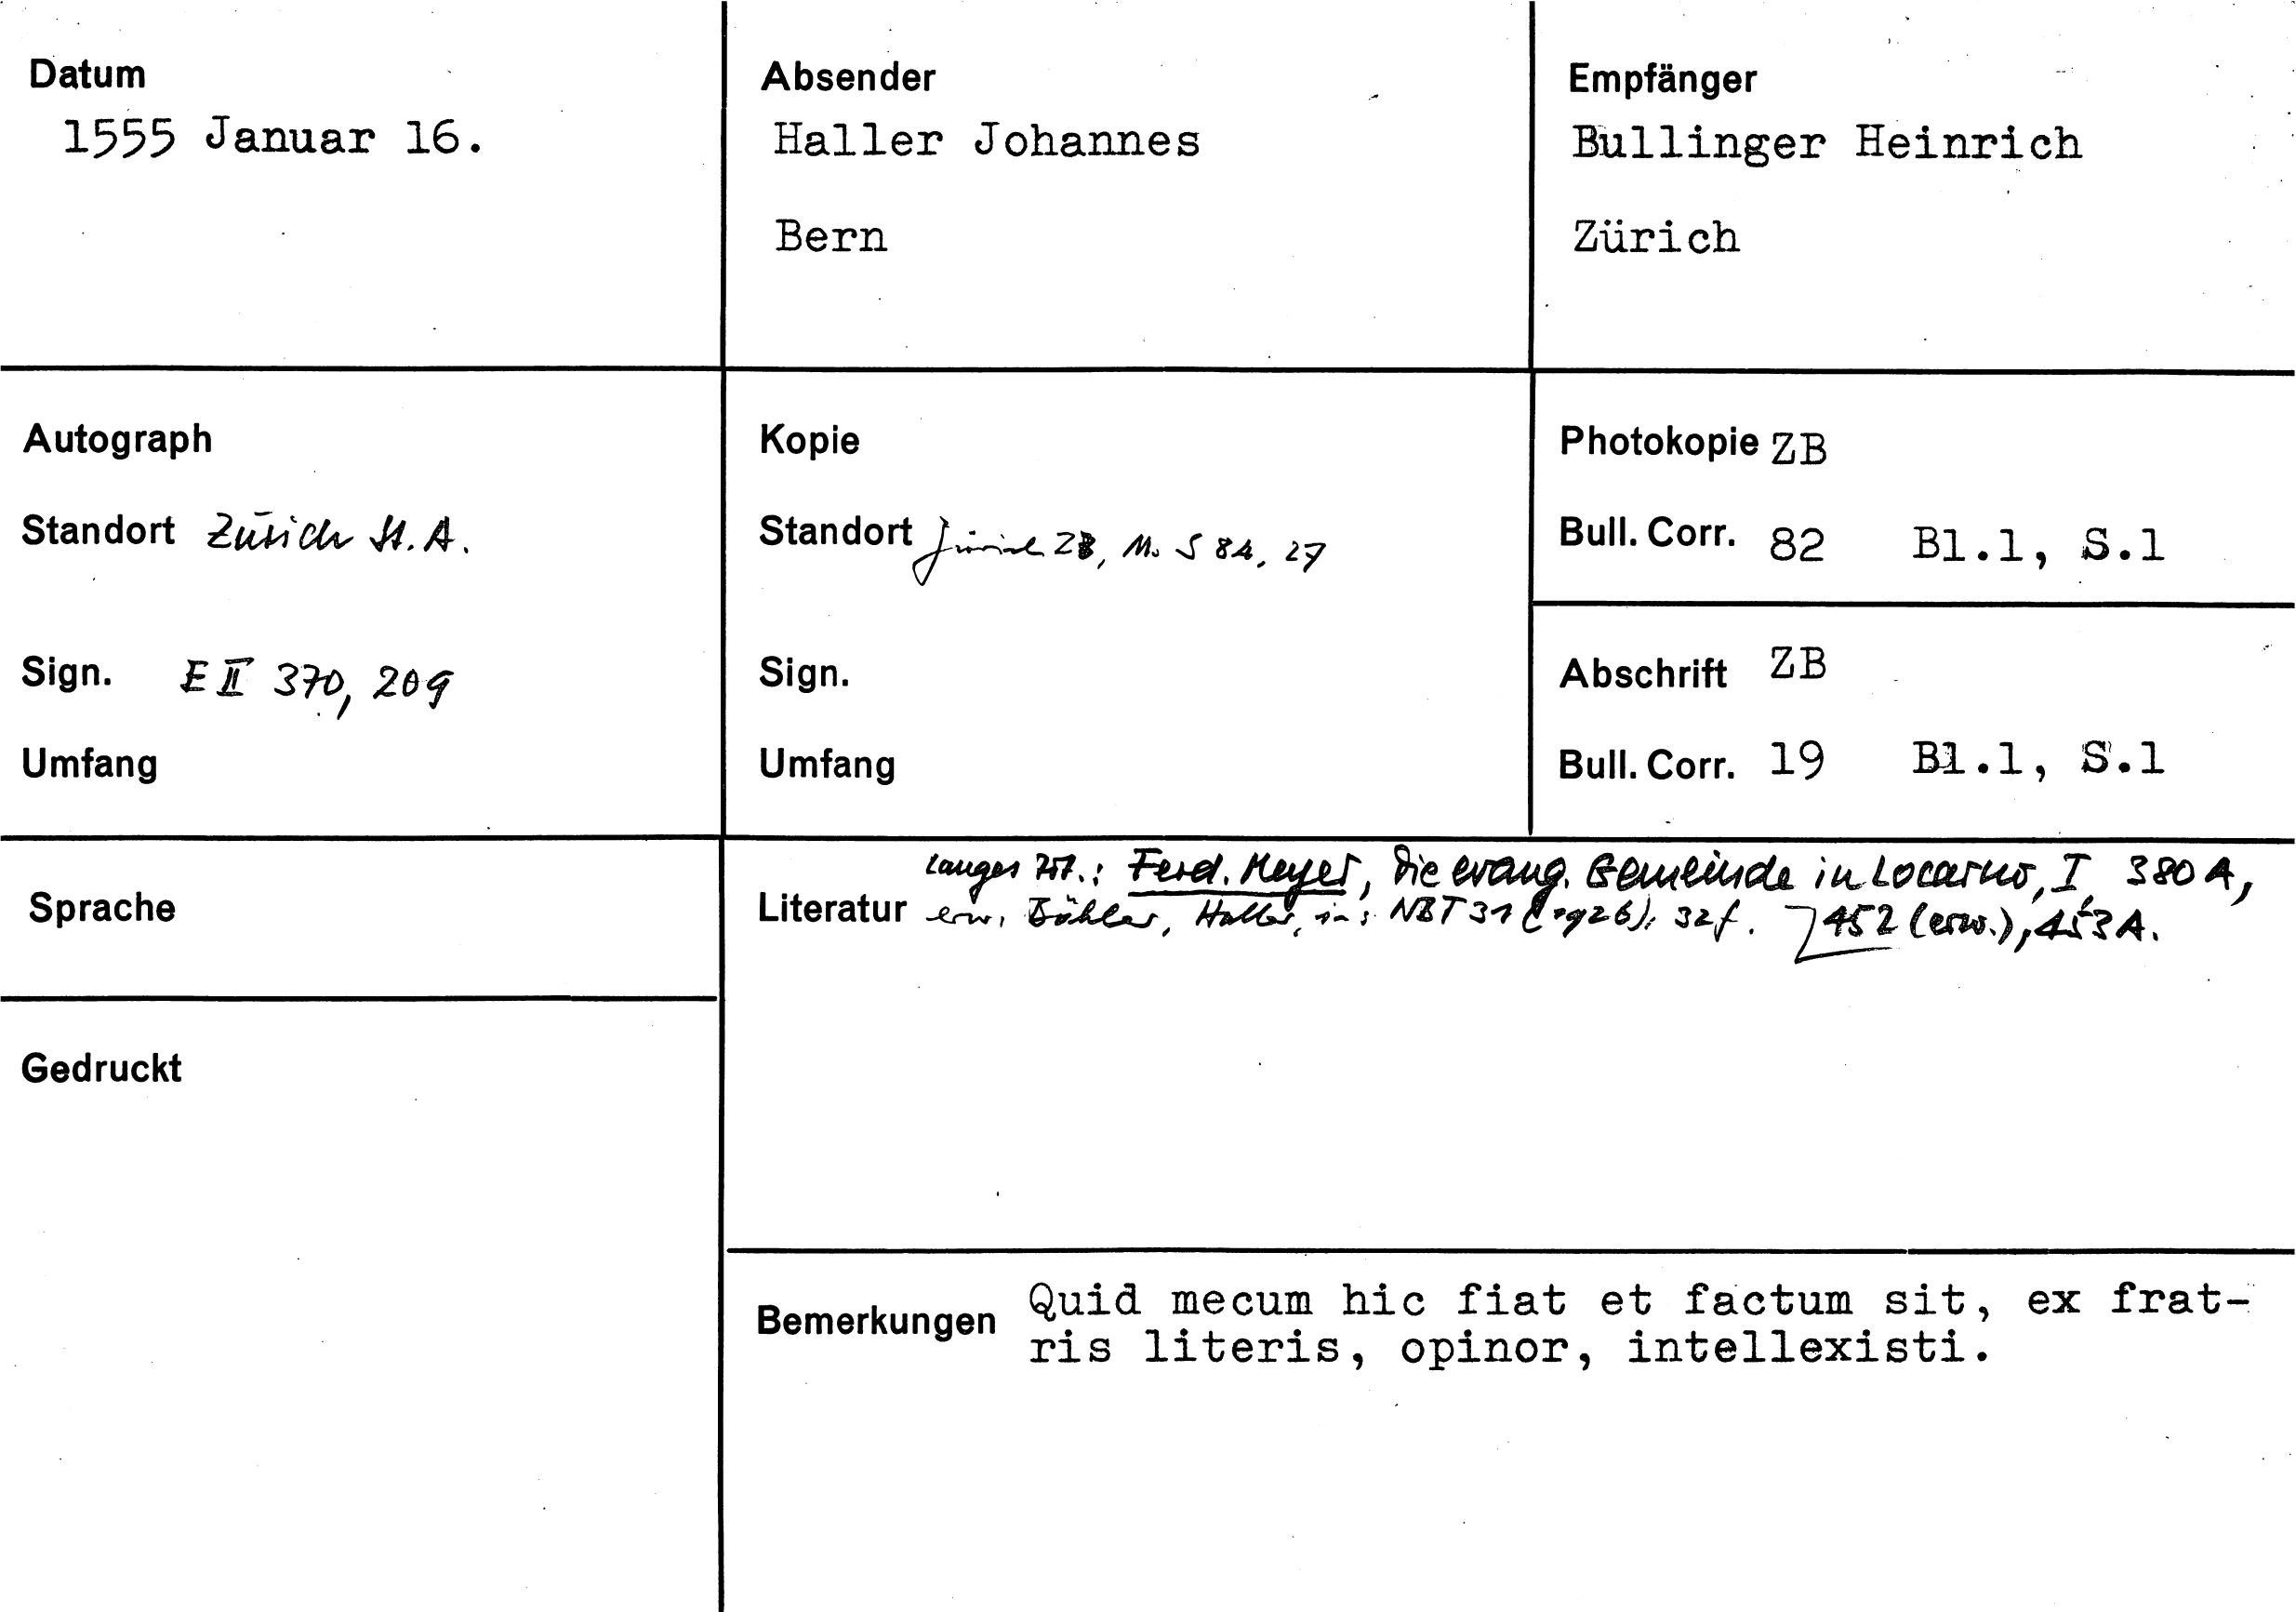 Datum
1555 Januar 16.
Absender
Haller Johannes
Bern
Empfänger
Bullinger Heinrich
Zürich
Autograph
Standort Zürich St.A.
Sign. E II 370, 209
Umfang
Kopie
Standort Zürich ZB, Ms S 84, 27
Sign.
Umfang
Photokopie ZB
Bull. Corr. 82 Bl.1, S.1
Abschrift ZB
Bull. Corr. 19 Bl.1, S.1
Sprache
Gedruckt
langes Zit.: Ferd. Meyer, Die evang. Gemeinde in Locarno, I, 380 A,
Literatur erw. Bähler, Haller, in: NBT 31 (1926), 32f. 452 (erw.), 453 A.
Bemerkungen Quid mecum hic fiat et factum sit, ex frat-
ris literis, opinor, intellexisti.